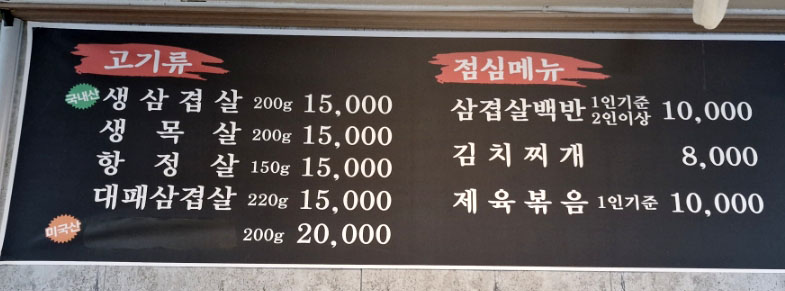 고기류
국내산 생삼겹살 200g 15,000
생목살 200g 15,000
항정살 150g 15,000
대패삼겹살 220g 15,000
미국산 200g 20,000
점심메뉴
삼겹살백반 1인기준 2인이상 10,000
김치찌개 8,000
제육볶음 1인기준 10,000